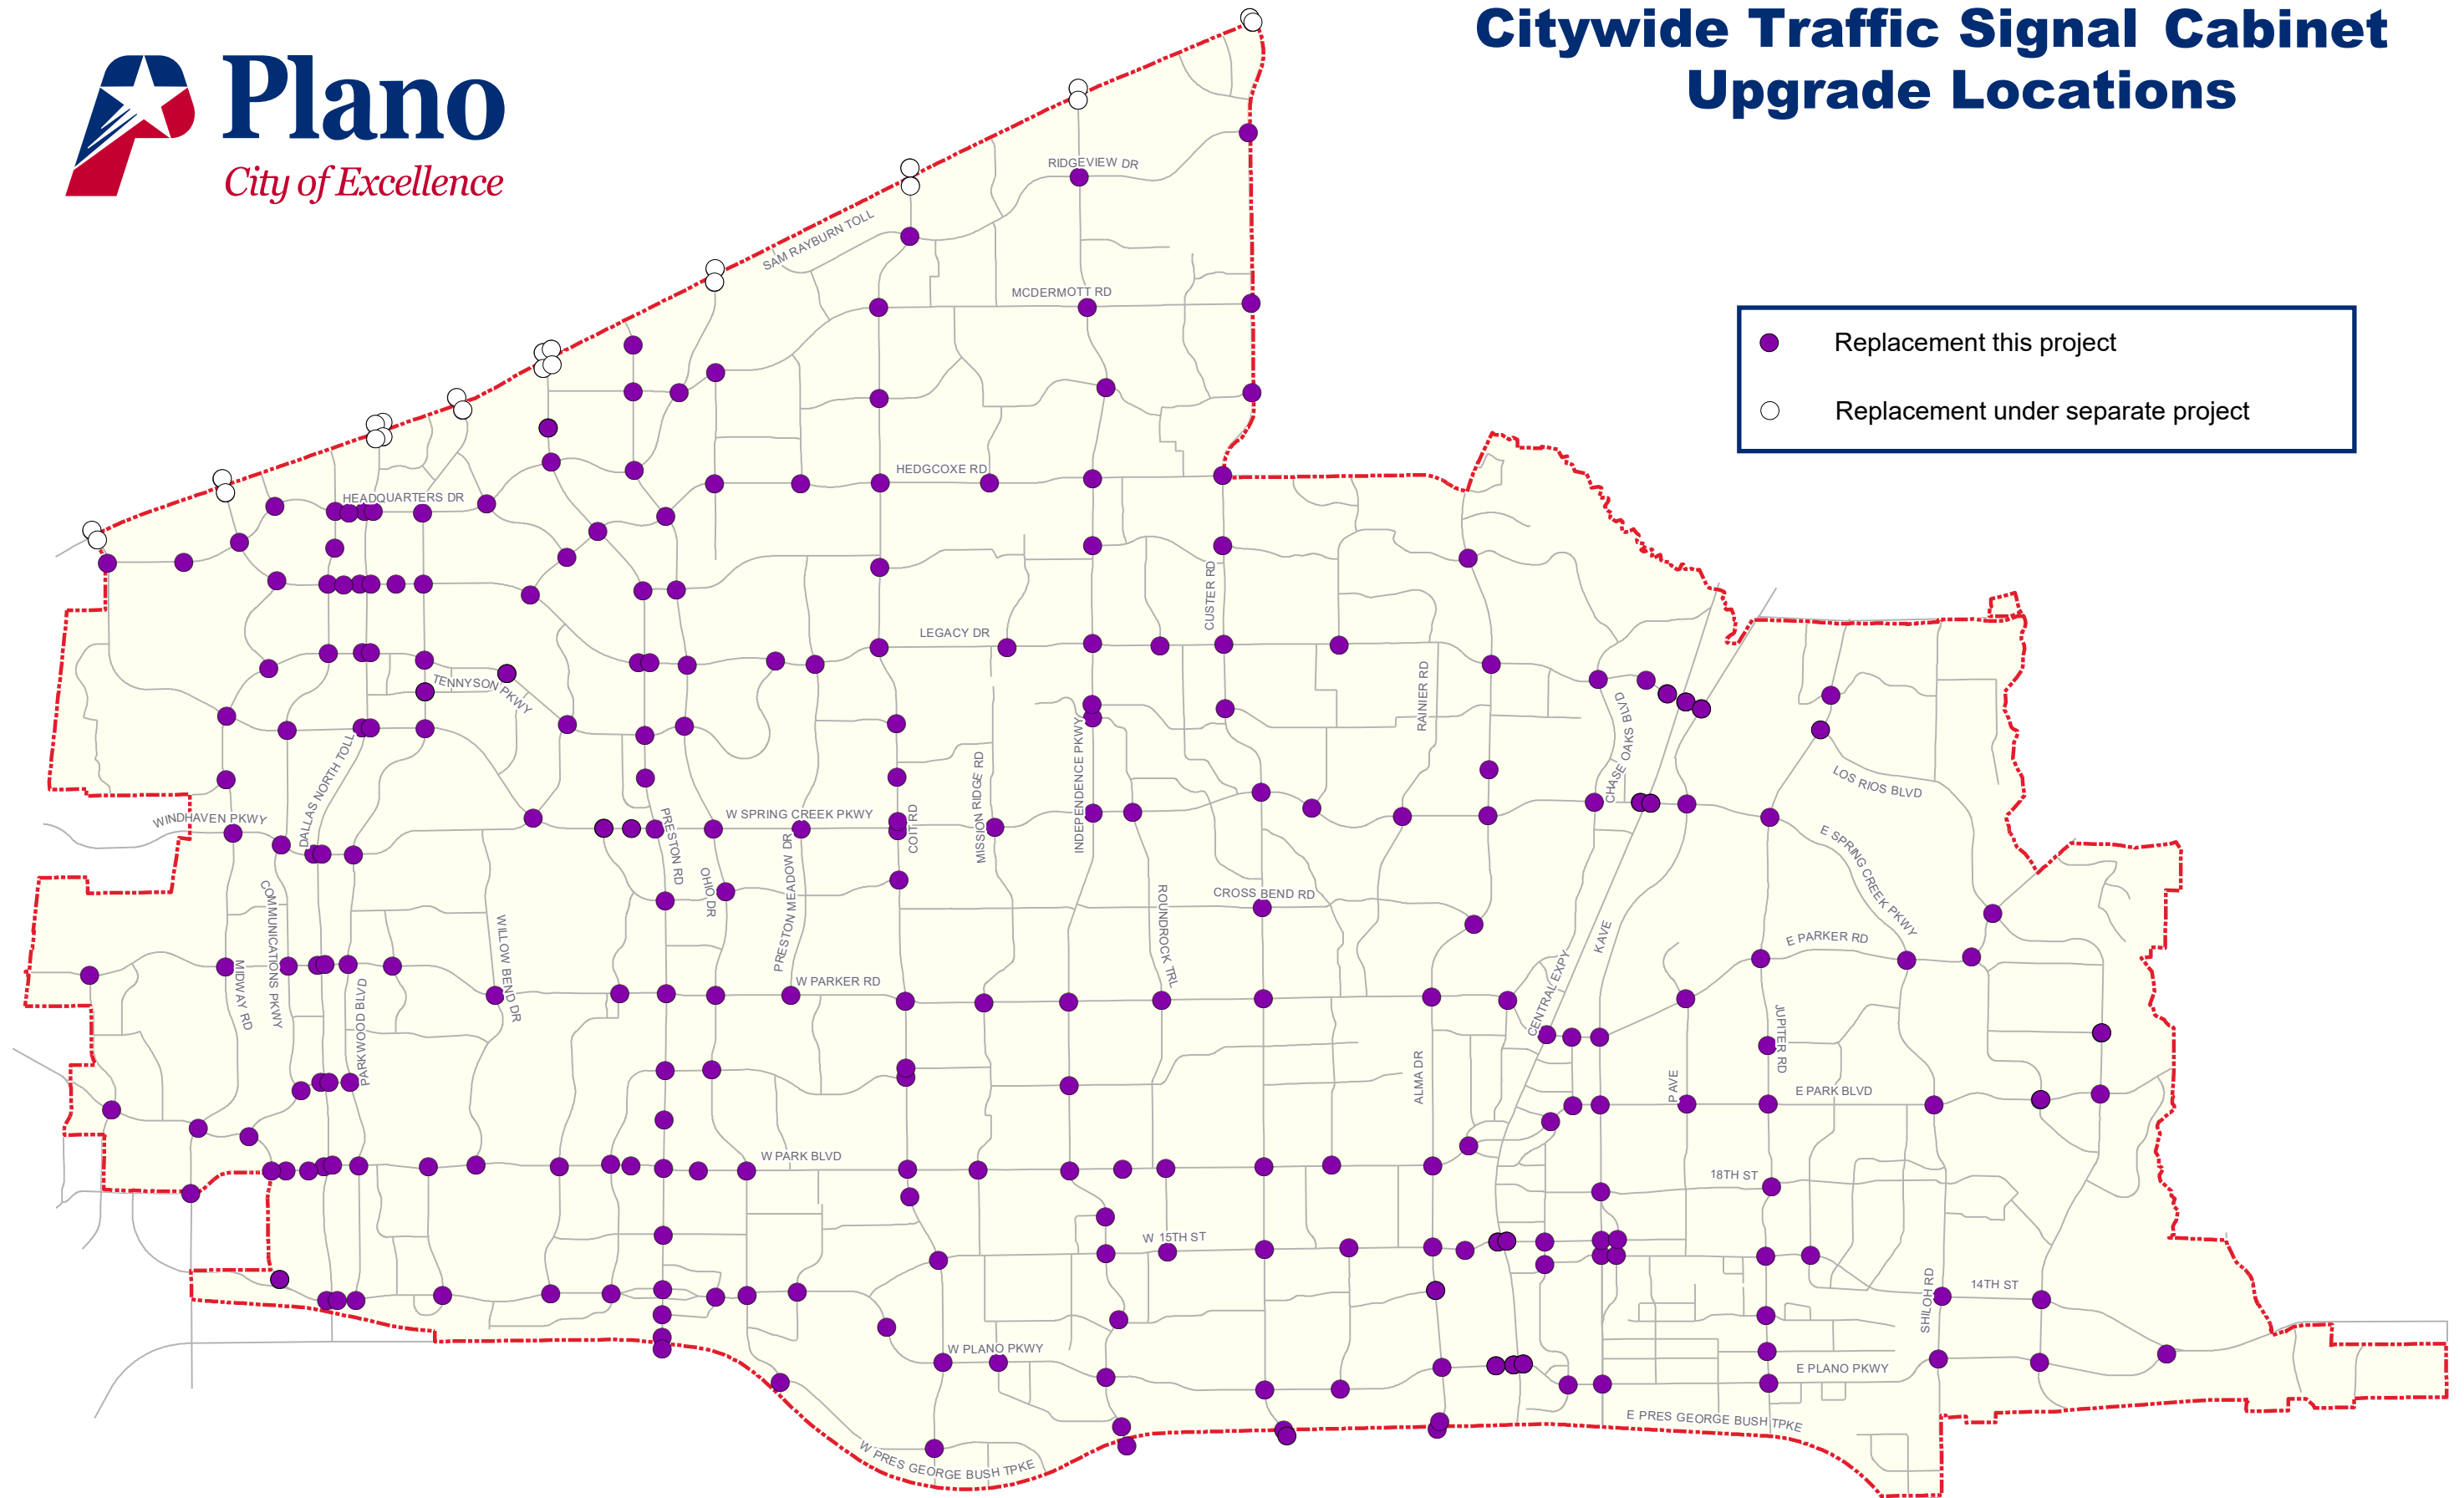 Citywide Traffic Signal Cabinet
Upgrade Locations
Plano
City of Excellence
Replacement this project
Replacement under separate project
RIDGEVIEW DR
SAM RAYBURN TOLL
MCDERMOTT RD
HEDGCOXE RD
HEADQUARTERS DR
CUSTER RD
LEGACY DR
RAINIER RD
TENNYSON PKWY
CHASE OAKS BLVD
DALLAS NORTH TOLL
INDEPENDENCE PKWY
MISSION RIDGE RD
LOS RIOS BLVD
WINDHAVEN PKWY
PRESTON RD
W SPRING CREEK PKWY
COIT RD
E SPRING CREEK PKWY
PRESTON MEADOW DR
OHIO DR
COMMUNICATIONS PKWY
CROSS BEND RD
ROUNDROCK TRL
WILLOW BEND DR
KAVE
E PARKER RD
MIDWAY RD
W PARKER RD
CENTRAL EXPY
PARKWOOD BLVD
JUPITER RD
ALMA DR
P AVE
E PARK BLVD
W PARK BLVD
18TH ST
W 15TH ST
SHILOH RD
14TH ST
W PLANO PKWY
E PLANO PKWY
E PRES GEORGE BUSH TPKE
W PRES GEORGE BUSH TPKE